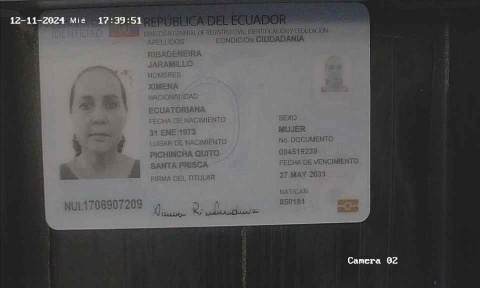 12-11-2024 Mie 17:39:51
REPÚBLICA DEL ECUADOR
IDENTIDAD
DIRECCIÓN GENERAL DE REGISTRO CIVIL, IDENTIFICACIÓN Y CEDULACIÓN
APELLIDOS
CONDICIÓN CIUDADANIA
RIBADENEIRA
JARAMILLO
NOMBRES
XIMENA
NACIONALIDAD
ECUATORIANA
FECHA DE NACIMIENTO
31 ENE 1973
LUGAR DE NACIMIENTO
PICHINCHA QUITO
SANTA PRISCA
FIRMA DEL TITULAR
SEXO
MUJER
No. DOCUMENTO
004519239
FECHA DE VENCIMIENTO
27 MAY 2031
NAT/CAN
850181
NUI.1706907209
Camera 02